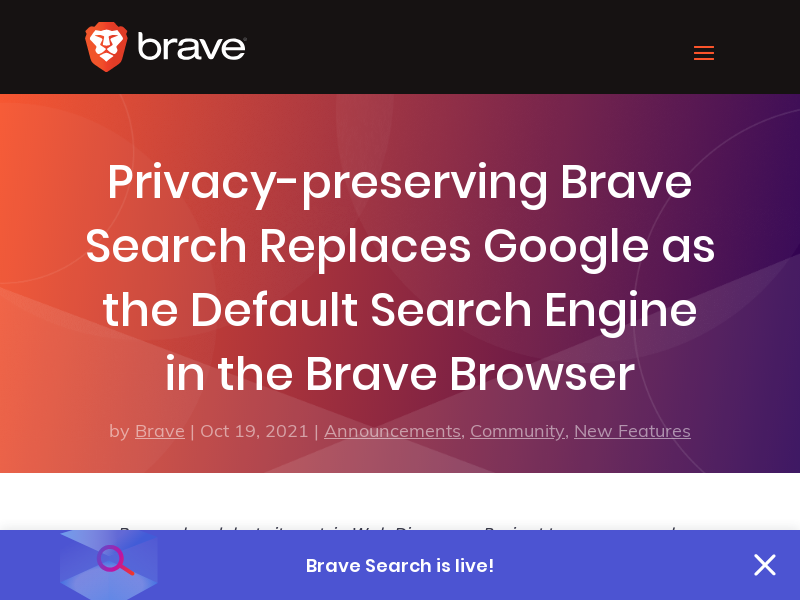 brave
Privacy-preserving Brave
Search Replaces Google as
the Default Search Engine
in the Brave Browser
by Brave | Oct 19, 2021 | Announcements, Community, New Features
Brave Search is live!